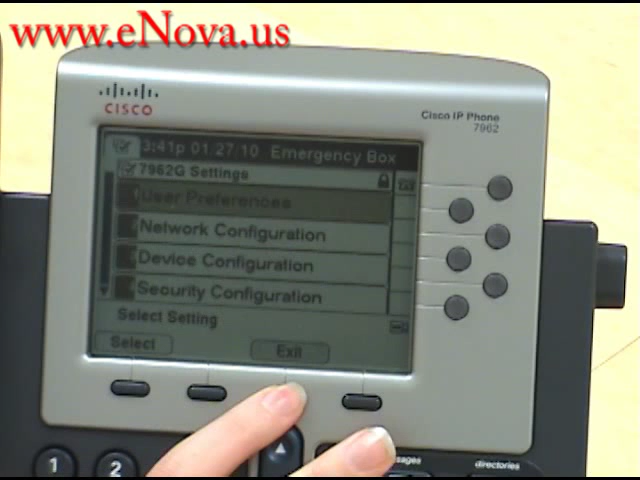 www.eNova.us
CISCO
Cisco IP Phone
7962
3:41p 01.27/10 Emergency Box
7962G Settings
User Preferences
Network Configuration
Device Configuration
Security Configuration
Select Setting
Select
Exit
1
2
directories